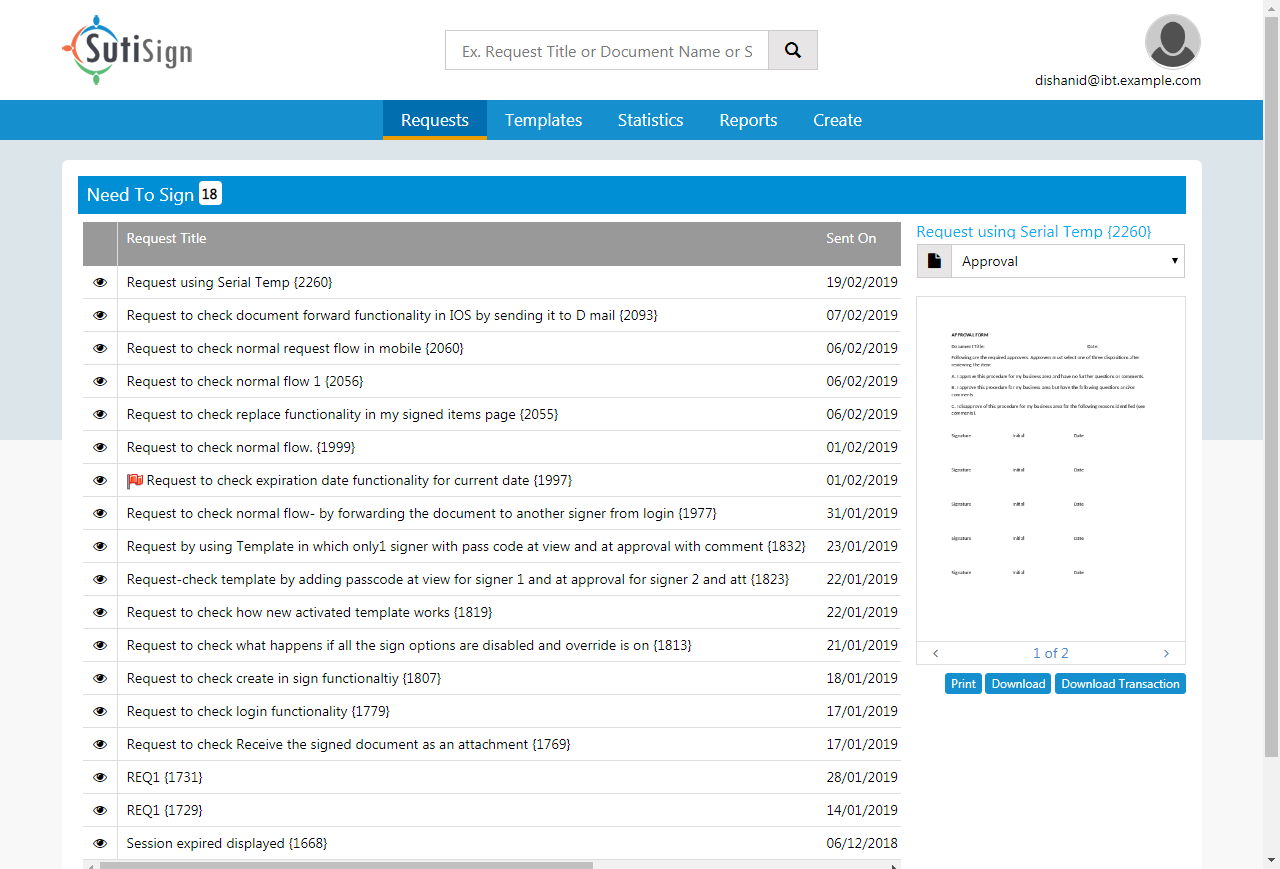 SutiSign
Ex. Request Title or Document Name or S
dishanid@ibt.example.com
Requests Templates Statistics Reports Create
Need To Sign 18
Request Title Sent On
Request using Serial Temp {2260} 19/02/2019
Request to check document forward functionality in IOS by sending it to D mail {2093} 07/02/2019
Request to check normal request flow in mobile {2060} 06/02/2019
Request to check normal flow 1 {2056} 06/02/2019
Request to check replace functionality in my signed items page {2055} 06/02/2019
Request to check normal flow. {1999} 01/02/2019
Request to check expiration date functionality for current date {1997} 01/02/2019
Request to check normal flow- by forwarding the document to another signer from login {1977} 31/01/2019
Request by using Template in which only1 signer with pass code at view and at approval with comment {1832} 23/01/2019
Request-check template by adding passcode at view for signer 1 and at approval for signer 2 and att {1823} 22/01/2019
Request to check how new activated template works {1819} 22/01/2019
Request to check what happens if all the sign options are disabled and override is on {1813} 21/01/2019
Request to check create in sign functionaltiy {1807} 18/01/2019
Request to check login functionality {1779} 17/01/2019
Request to check Receive the signed document as an attachment {1769} 17/01/2019
REQ1 {1731} 28/01/2019
REQ1 {1729} 14/01/2019
Session expired displayed {1668} 06/12/2018
Request using Serial Temp {2260}
Approval
APPROVAL FORM
Document Title: Date:
Following are the required approvers. Approvers must select one of three dispositions after
reviewing the item:
A. I approve this procedure for my business area and have no further questions or comments.
B. I approve this procedure for my business area but have the following questions and/or
comments.
C. I disapprove of this procedure for my business area for the following reasons identified (see
comments).
Signature Initial Date
Signature Initial Date
Signature Initial Date
Signature Initial Date
Signature Initial Date
1 of 2
Print Download Download Transaction